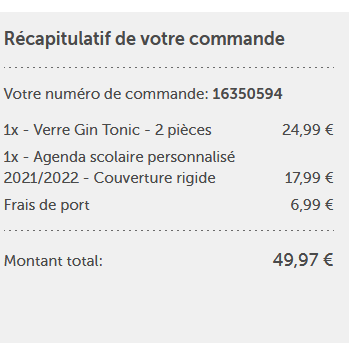 Récapitulatif de votre commande
Votre numéro de commande: 16350594
1x - Verre Gin Tonic - 2 pièces 24,99 €
1x - Agenda scolaire personnalisé
2021/2022 - Couverture rigide 17,99 €
Frais de port 6,99 €
Montant total: 49,97 €